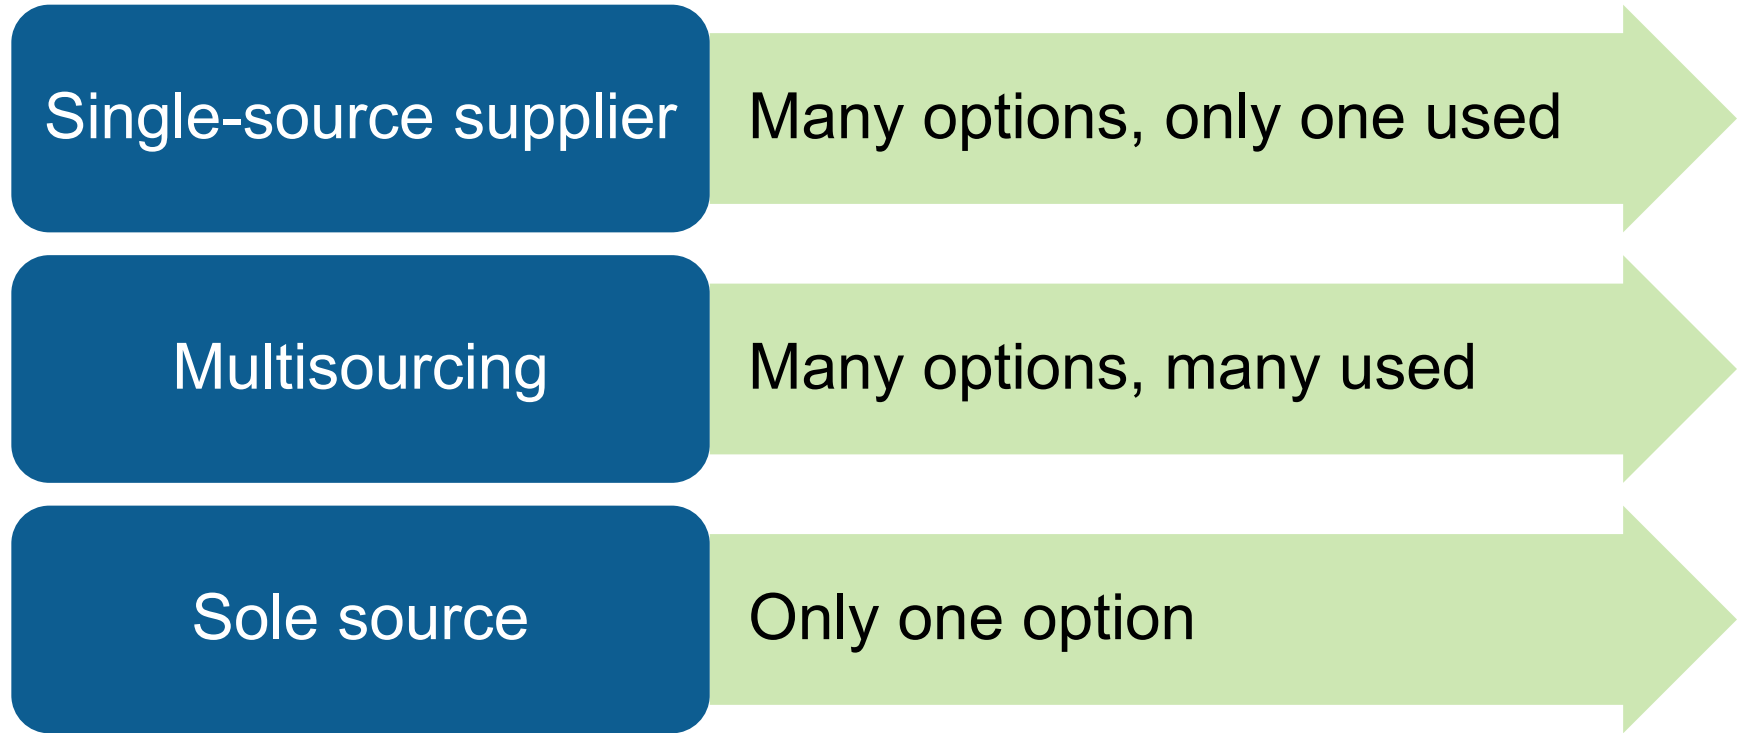 Single-source supplier
Many options, only one used
Multisourcing
Many options, many used
Sole source
Only one option